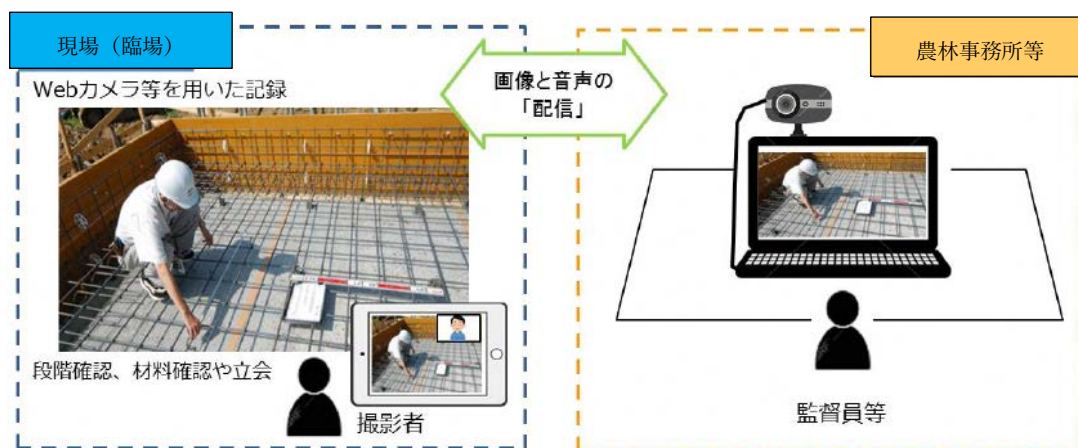 現場（臨場）
Webカメラ等を用いた記録
段階確認、材料確認や立会
撮影者
画像と音声の
「配信」
農林事務所等
監督員等